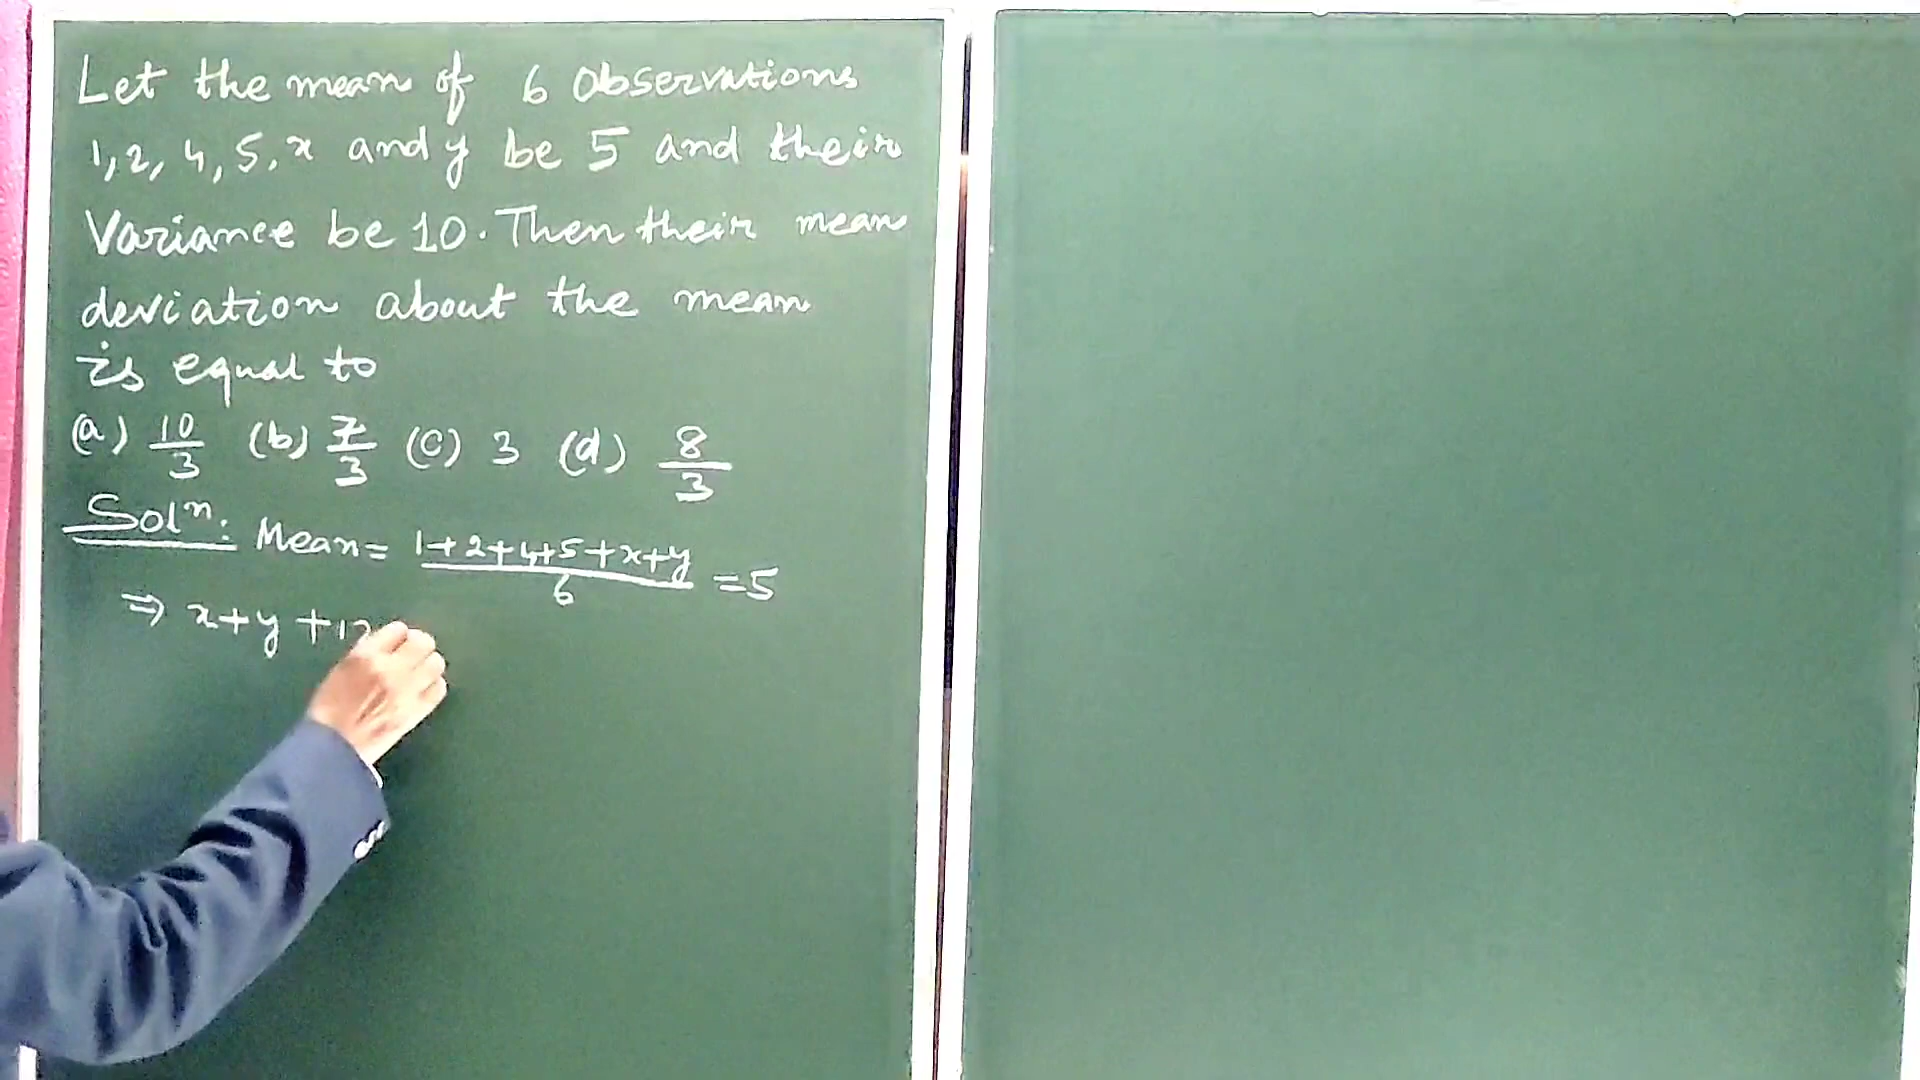 Let the mean of 6 observations
1, 2, 4, 5, x and y be 5 and their
Variance be 10. Then their mean
deviation about the mean
is equal to
(a) 10/3 (b) 7/3 (c) 3 (d) 8/3
Solⁿ: Mean = (1+2+4+5+x+y)/6 = 5
⇒ x+y+12